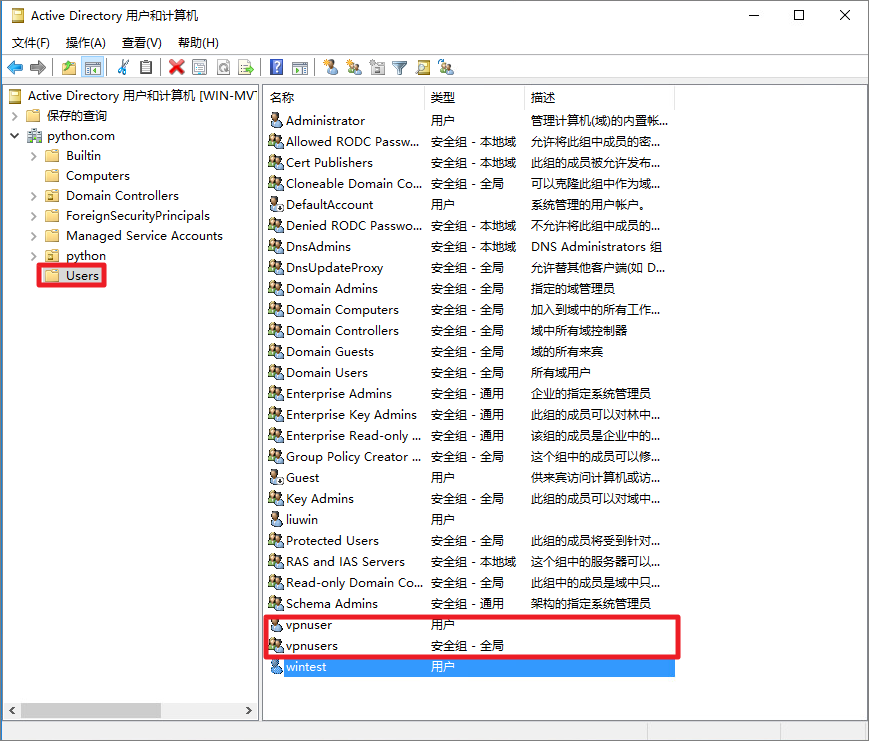 Active Directory 用户和计算机
文件(F) 操作(A) 查看(V) 帮助(H)
Active Directory 用户和计算机 [WIN-MV
保存的查询
python.com
Builtin
Computers
Domain Controllers
ForeignSecurityPrincipals
Managed Service Accounts
python
Users
名称 类型 描述
Administrator 用户 管理计算机(域)的内置帐...
Allowed RODC Passw... 安全组 - 本地域 允许将此组中成员的密...
Cert Publishers 安全组 - 本地域 此组的成员被允许发布...
Cloneable Domain Co... 安全组 - 全局 可以克隆此组中作为域...
DefaultAccount 用户 系统管理的用户帐户。
Denied RODC Passwo... 安全组 - 本地域 不允许将此组中成员的...
DnsAdmins 安全组 - 本地域 DNS Administrators 组
DnsUpdateProxy 安全组 - 全局 允许替其他客户端(如 D...
Domain Admins 安全组 - 全局 指定的域管理员
Domain Computers 安全组 - 全局 加入到域中的所有工作...
Domain Controllers 安全组 - 全局 域中所有域控制器
Domain Guests 安全组 - 全局 域的所有来宾
Domain Users 安全组 - 全局 所有域用户
Enterprise Admins 安全组 - 通用 企业的指定系统管理员
Enterprise Key Admins 安全组 - 通用 此组的成员可以对林中...
Enterprise Read-only ... 安全组 - 通用 该组的成员是企业中的...
Group Policy Creator ... 安全组 - 全局 这个组中的成员可以修...
Guest 用户 供来宾访问计算机或访...
Key Admins 安全组 - 全局 此组的成员可以对域中...
liuwin 用户
Protected Users 安全组 - 全局 此组的成员将受到针对...
RAS and IAS Servers 安全组 - 本地域 这个组中的服务器可以...
Read-only Domain Co... 安全组 - 全局 此组中的成员是域中只...
Schema Admins 安全组 - 通用 架构的指定系统管理员
vpnuser 用户
vpnusers 安全组 - 全局
wintest 用户